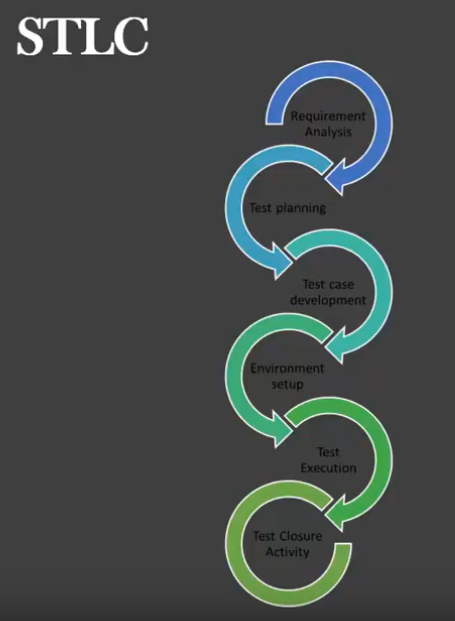 STLC
Requirement
Analysis
Test planning
Test case
development
Environment
setup
Test
Execution
Test Closure
Activity